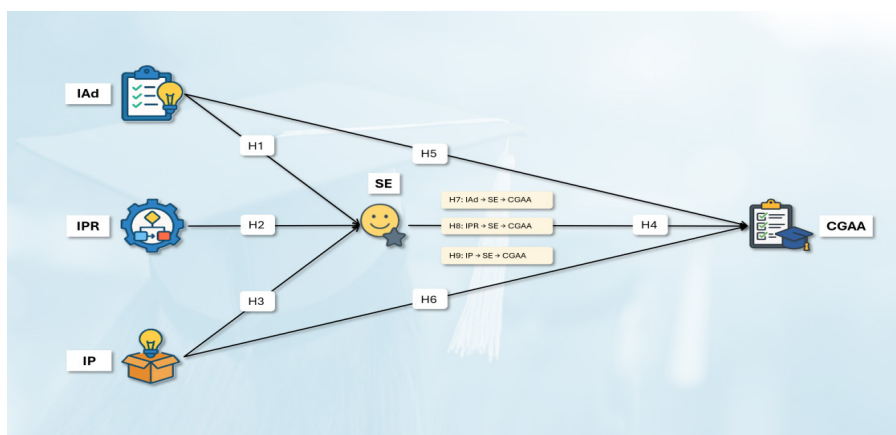 IAd
H1
H5
SE
H7: IAd → SE → CGAA
IPR
H2
H8: IPR → SE → CGAA
H4
CGAA
H9: IP → SE → CGAA
H3
H6
IP